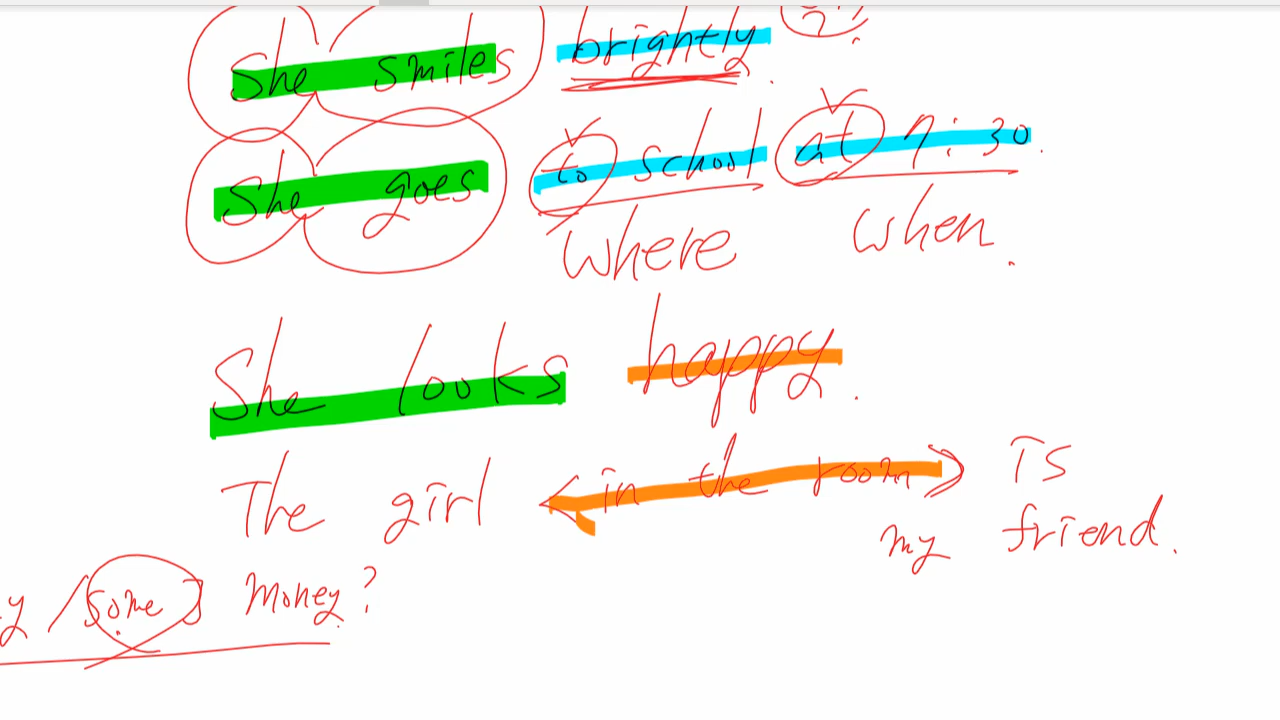 She smiles brightly.
She goes to school at 7:30.
where when.
She looks happy.
The girl <in the room> is
my friend.
/some] money?